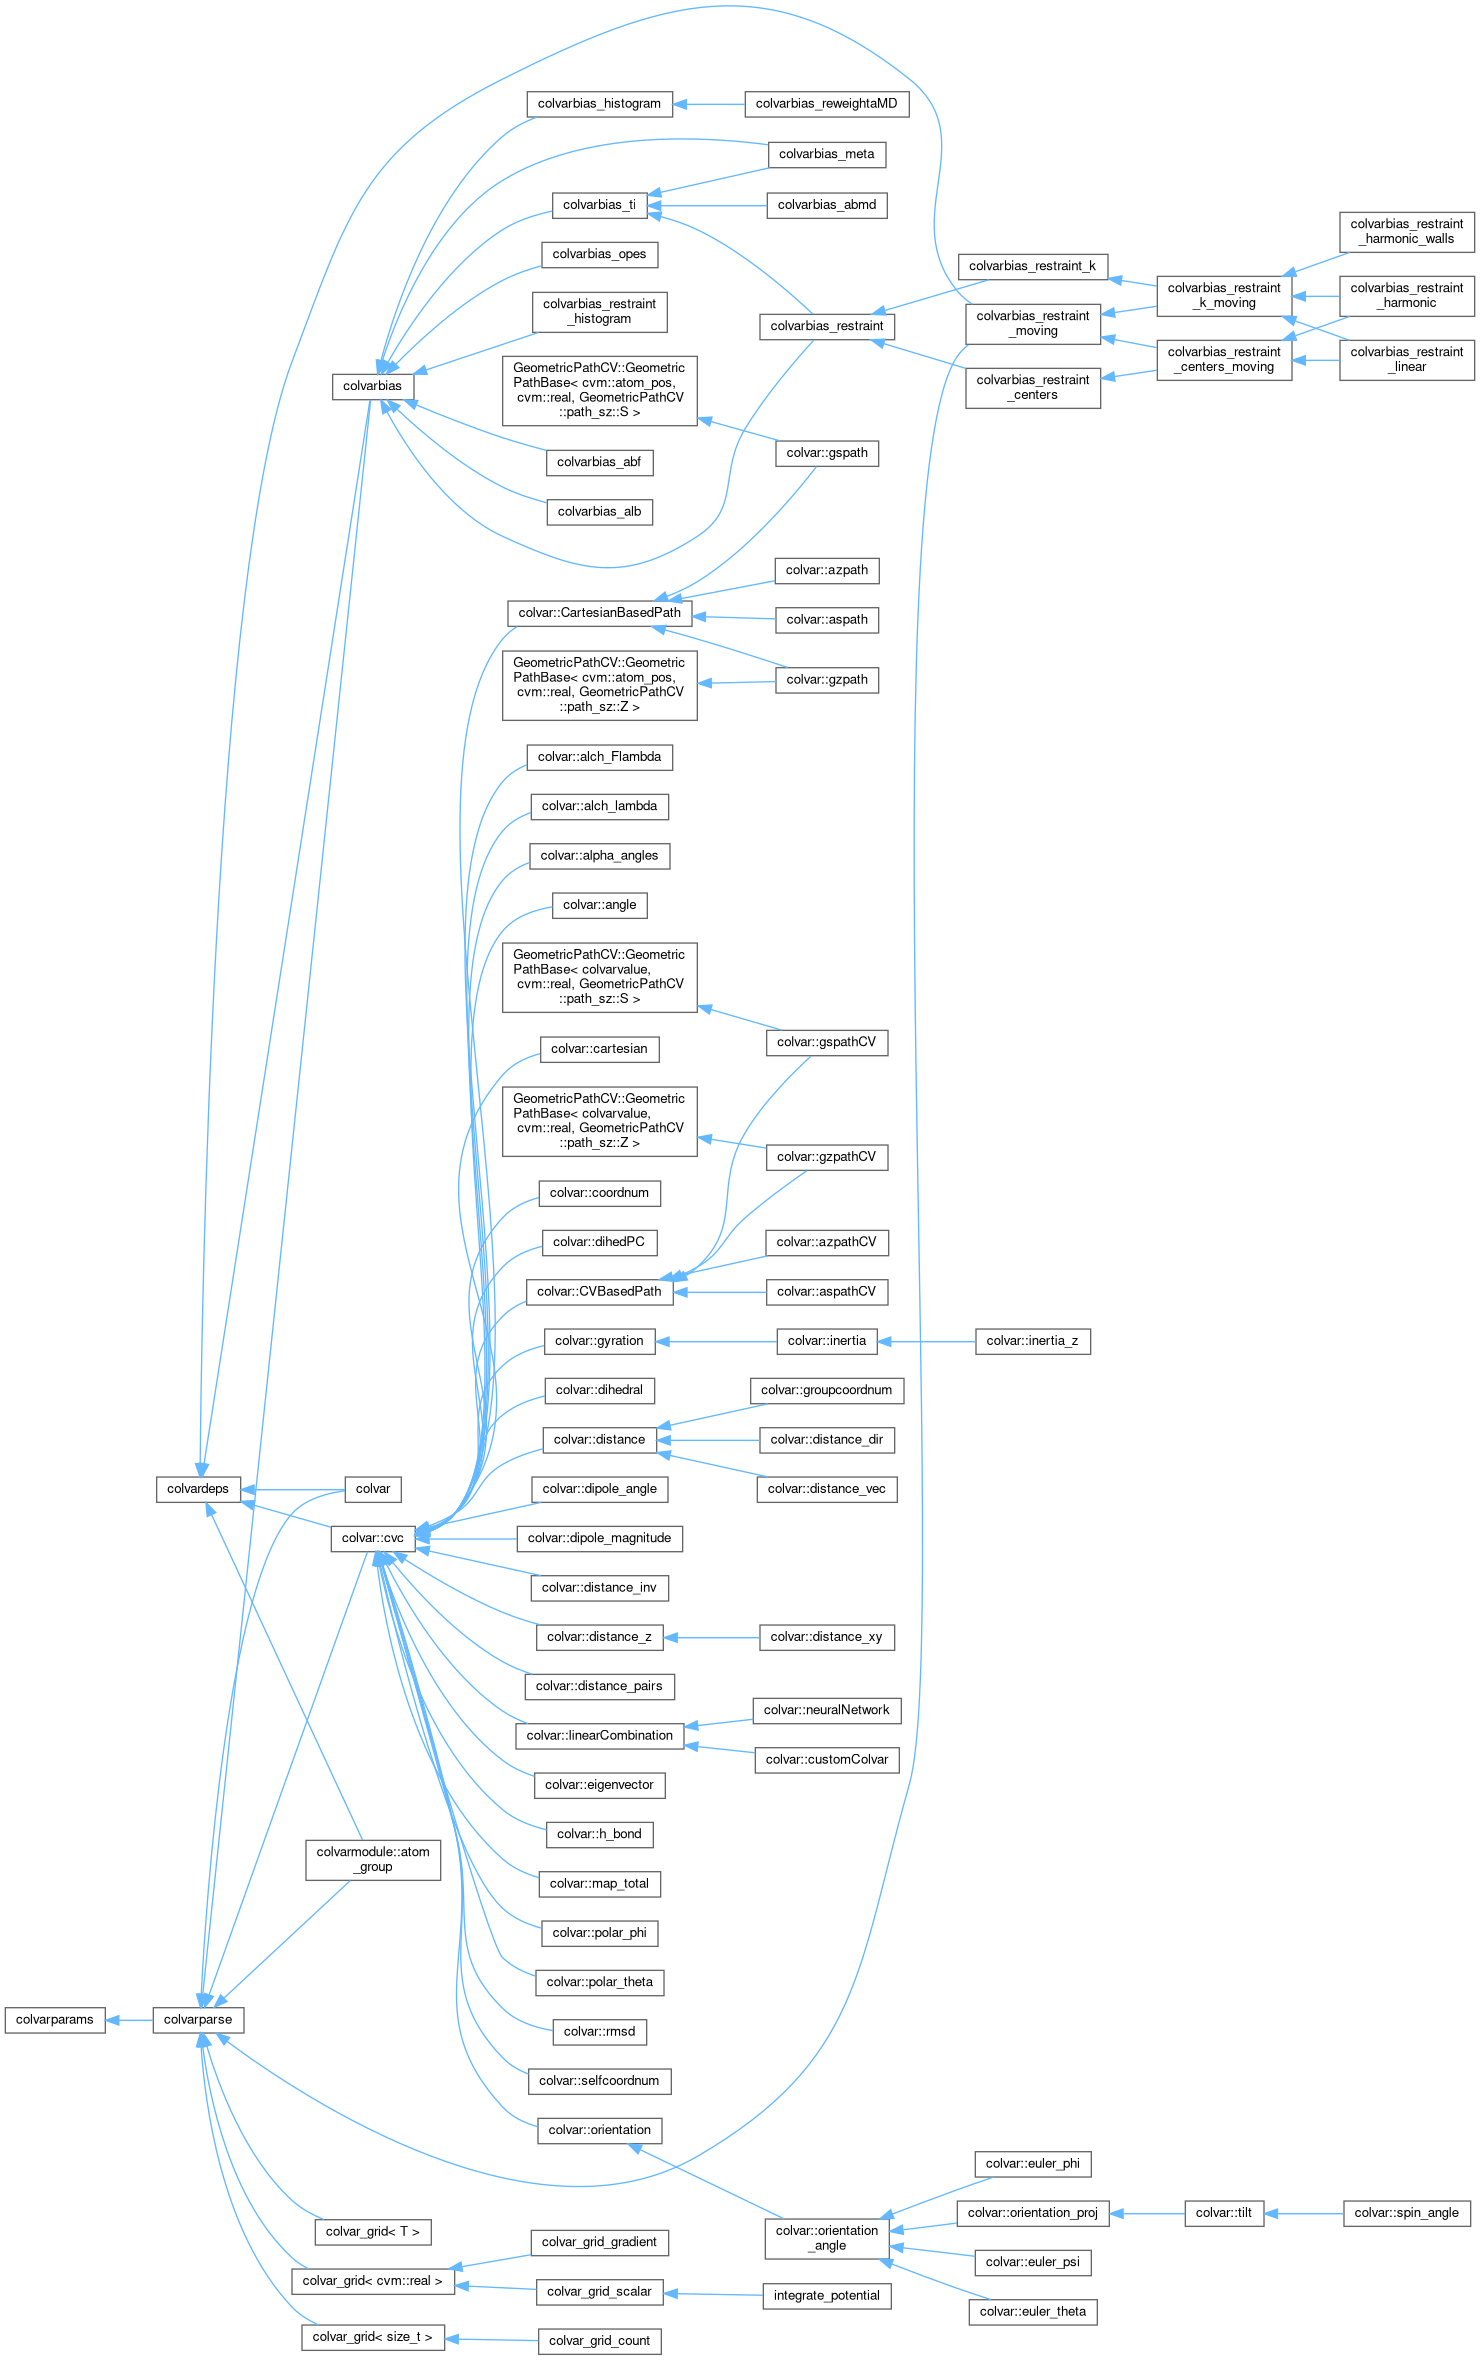 colvarbias_histogram
colvarbias_reweightaMD
colvarbias_meta
colvarbias_ti
colvarbias_abmd
colvarbias_opes
colvarbias_restraint
_histogram
colvarbias_restraint
colvarbias_restraint_k
colvarbias_restraint
_moving
colvarbias_restraint
_centers
colvarbias_restraint
_k_moving
colvarbias_restraint
_centers_moving
colvarbias_restraint
_harmonic_walls
colvarbias_restraint
_harmonic
colvarbias_restraint
_linear
colvarbias
GeometricPathCV::Geometric
PathBase< cvm::atom_pos,
cvm::real, GeometricPathCV
::path_sz::S >
colvar::gspath
colvarbias_abf
colvarbias_alb
colvar::azpath
colvar::CartesianBasedPath
colvar::aspath
GeometricPathCV::Geometric
PathBase< cvm::atom_pos,
cvm::real, GeometricPathCV
::path_sz::Z >
colvar::gzpath
colvar::alch_Flambda
colvar::alch_lambda
colvar::alpha_angles
colvar::angle
GeometricPathCV::Geometric
PathBase< colvarvalue,
cvm::real, GeometricPathCV
::path_sz::S >
colvar::gspathCV
colvar::cartesian
GeometricPathCV::Geometric
PathBase< colvarvalue,
cvm::real, GeometricPathCV
::path_sz::Z >
colvar::gzpathCV
colvar::coordnum
colvar::dihedPC
colvar::azpathCV
colvar::CVBasedPath
colvar::aspathCV
colvar::gyration
colvar::inertia
colvar::inertia_z
colvar::dihedral
colvar::groupcoordnum
colvar::distance
colvar::distance_dir
colvar::distance_vec
colvardeps
colvar
colvar::dipole_angle
colvar::cvc
colvar::dipole_magnitude
colvar::distance_inv
colvar::distance_z
colvar::distance_xy
colvar::distance_pairs
colvar::linearCombination
colvar::neuralNetwork
colvar::customColvar
colvar::eigenvector
colvar::h_bond
colvarmodule::atom
_group
colvar::map_total
colvar::polar_phi
colvar::polar_theta
colvarparams
colvarparse
colvar::rmsd
colvar::selfcoordnum
colvar::orientation
colvar::orientation
_angle
colvar::euler_phi
colvar::orientation_proj
colvar::tilt
colvar::spin_angle
colvar::euler_psi
colvar::euler_theta
colvar_grid< T >
colvar_grid< cvm::real >
colvar_grid_gradient
colvar_grid_scalar
integrate_potential
colvar_grid< size_t >
colvar_grid_count